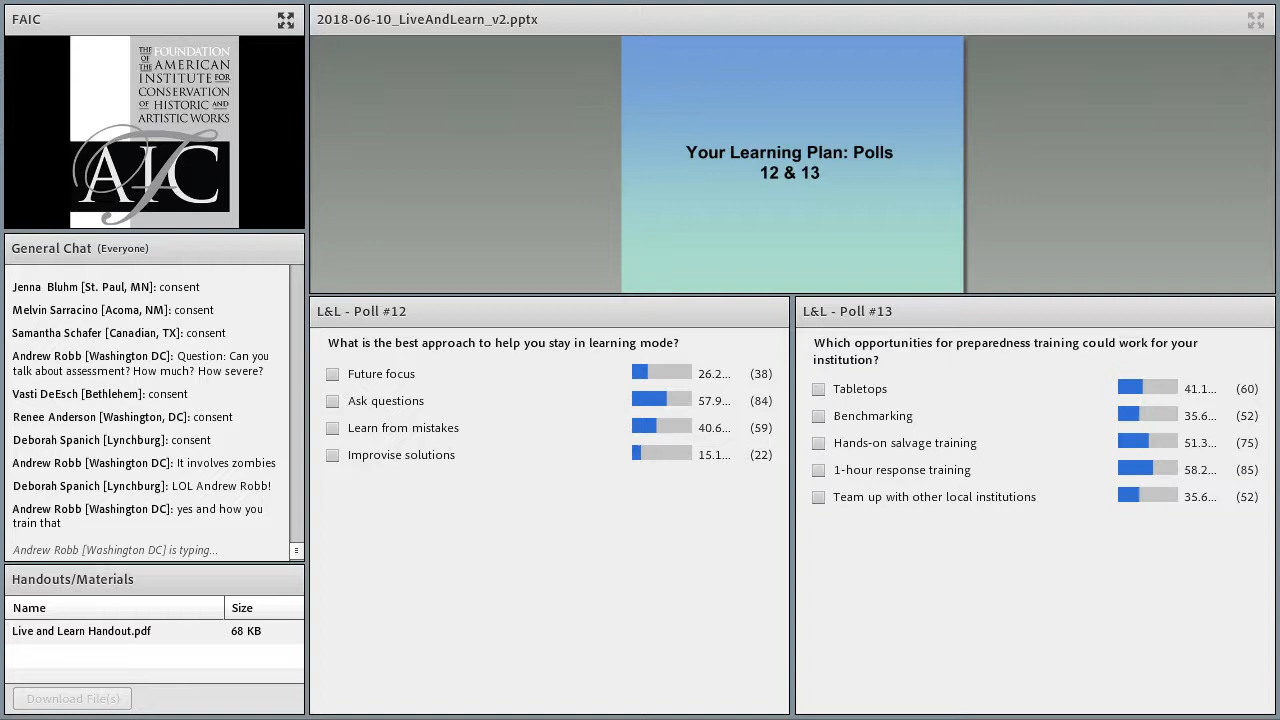 FAIC
THE FOUNDATION
OF THE AMERICAN
INSTITUTE FOR
CONSERVATION
OF HISTORIC AND
ARTISTIC WORKS
F
AIC
General Chat (Everyone)
Jenna Bluhm [St. Paul, MN]: consent
Melvin Sarracino [Acoma, NM]: consent
Samantha Schafer [Canadian, TX]: consent
Andrew Robb [Washington DC]: Question: Can you
talk about assessment? How much? How severe?
Vasti DeEsch [Bethlehem]: consent
Renee Anderson [Washington, DC]: consent
Deborah Spanich [Lynchburg]: consent
Andrew Robb [Washington DC]: It involves zombies
Deborah Spanich [Lynchburg]: LOL Andrew Robb!
Andrew Robb [Washington DC]: yes and how you
train that
Andrew Robb [Washington DC] is typing...
Handouts/Materials
Name Size
Live and Learn Handout.pdf 68 KB
Download File(s)
2018-06-10_LiveAndLearn_v2.pptx
Your Learning Plan: Polls
12 & 13
L&L - Poll #12
What is the best approach to help you stay in learning mode?
Future focus 26.2... (38)
Ask questions 57.9... (84)
Learn from mistakes 40.6... (59)
Improvise solutions 15.1... (22)
L&L - Poll #13
Which opportunities for preparedness training could work for your
institution?
Tabletops 41.1... (60)
Benchmarking 35.6... (52)
Hands-on salvage training 51.3... (75)
1-hour response training 58.2... (85)
Team up with other local institutions 35.6... (52)